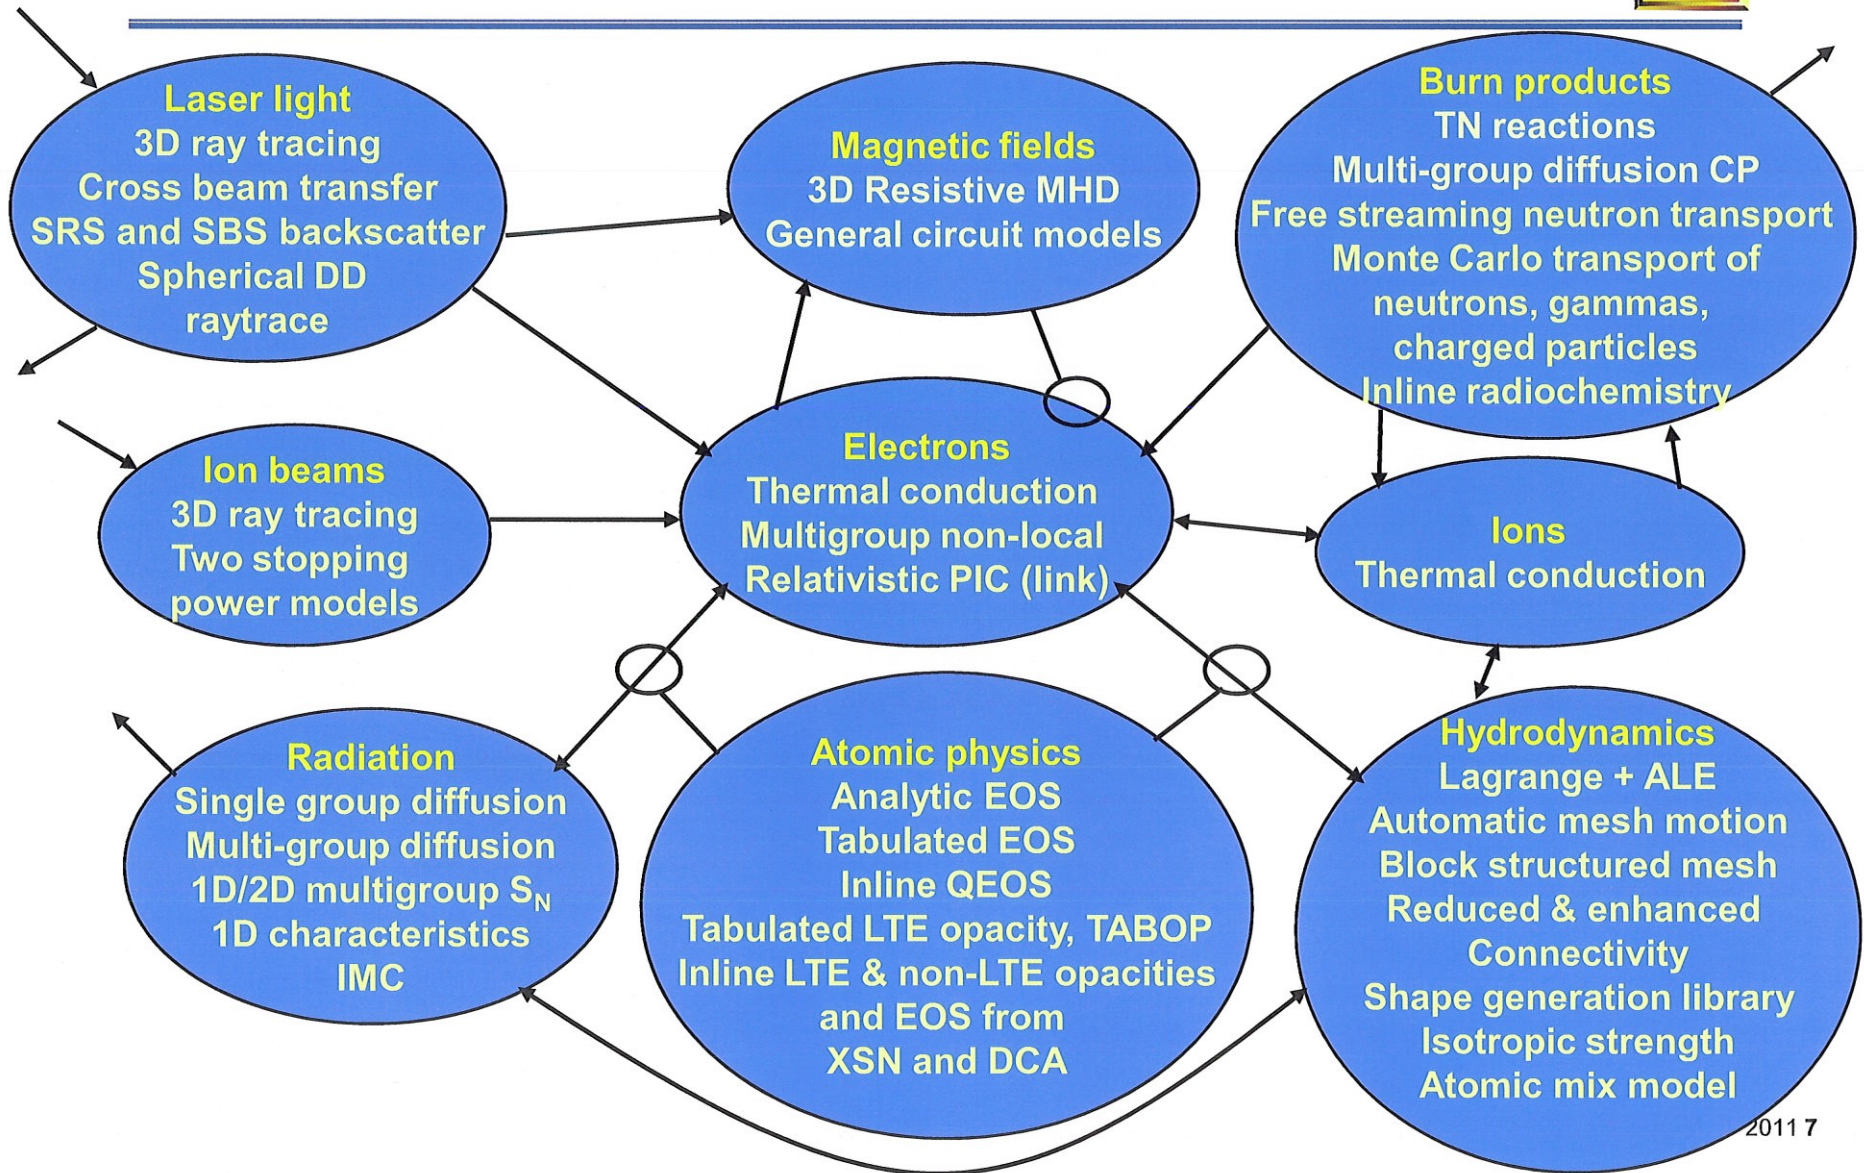 Laser light
3D ray tracing
Cross beam transfer
SRS and SBS backscatter
Spherical DD
raytrace
Magnetic fields
3D Resistive MHD
General circuit models
Burn products
TN reactions
Multi-group diffusion CP
Free streaming neutron transport
Monte Carlo transport of
neutrons, gammas,
charged particles
Inline radiochemistry
Ion beams
3D ray tracing
Two stopping
power models
Electrons
Thermal conduction
Multigroup non-local
Relativistic PIC (link)
Ions
Thermal conduction
Radiation
Single group diffusion
Multi-group diffusion
1D/2D multigroup S_N
1D characteristics
IMC
Atomic physics
Analytic EOS
Tabulated EOS
Inline QEOS
Tabulated LTE opacity, TABOP
Inline LTE & non-LTE opacities
and EOS from
XSN and DCA
Hydrodynamics
Lagrange + ALE
Automatic mesh motion
Block structured mesh
Reduced & enhanced
Connectivity
Shape generation library
Isotropic strength
Atomic mix model
2011 7